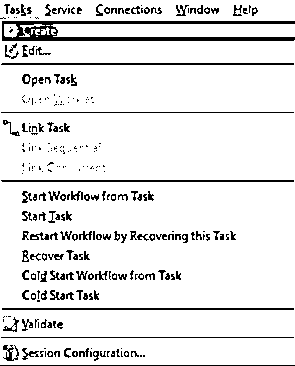 Tasks Service Connections Window Help
Create
Edit...
Open Task
Link Task
Link Sequential
Link Concurrent
Start Workflow from Task
Start Task
Restart Workflow by Recovering this Task
Recover Task
Cold Start Workflow from Task
Cold Start Task
Validate
Session Configuration...